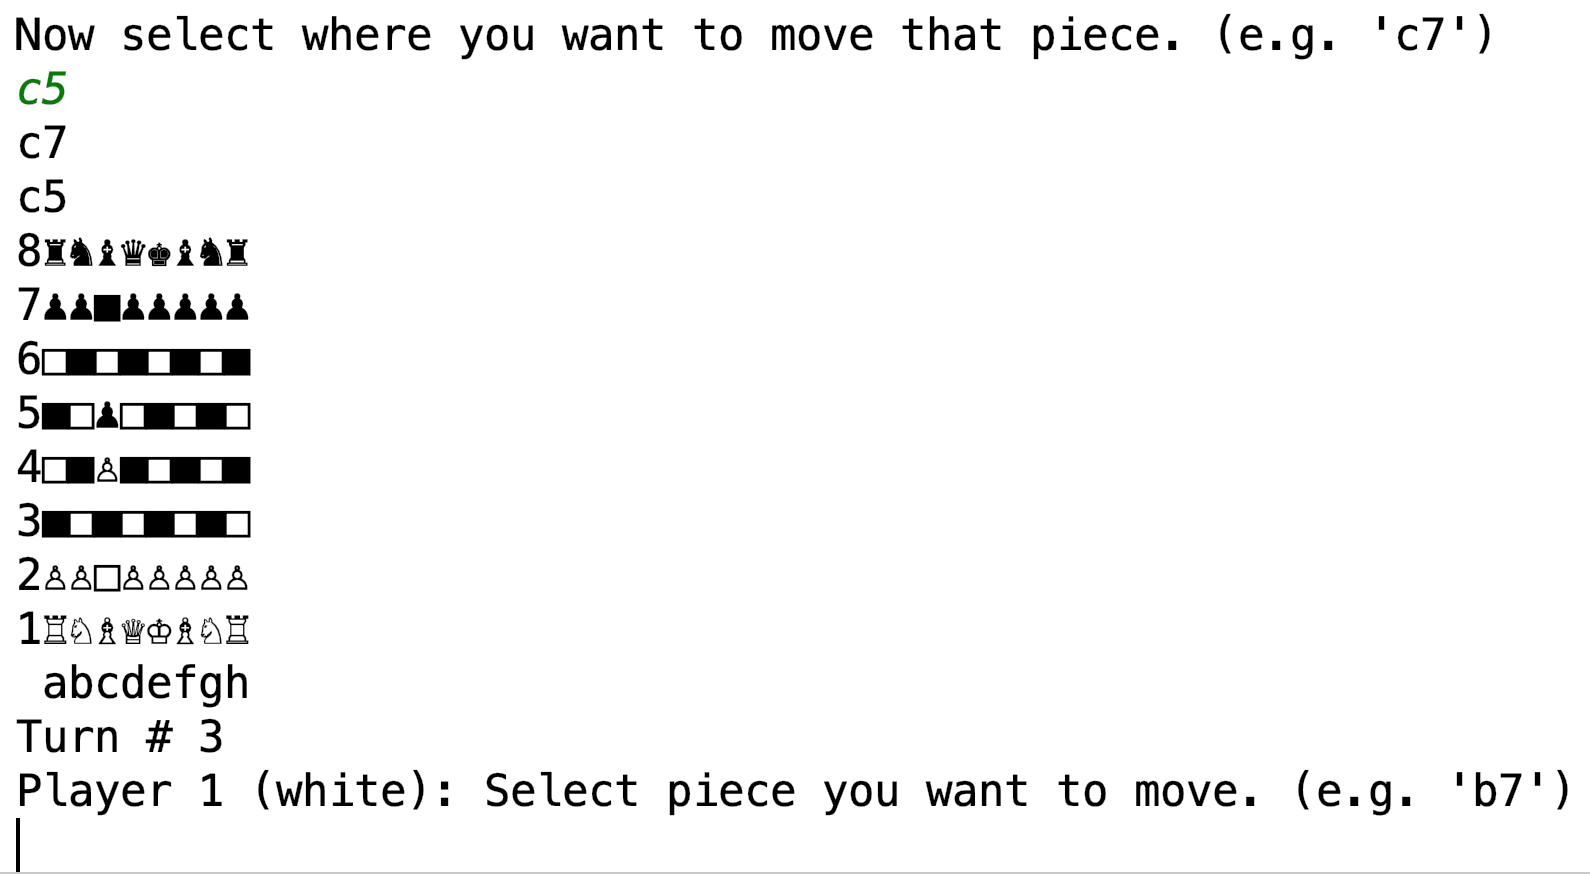 Now select where you want to move that piece. (e.g. 'c7')
c5
c7
c5
8♜♞♝♛♚♝♞♜
7♟♟■♟♟♟♟♟
6□■□■□■□■
5■□♟□■□■□
4□■♙■□■□■
3■□■□■□■□
2♙♙□♙♙♙♙♙
1♖♘♗♕♔♗♘♖
 abcdefgh
Turn # 3
Player 1 (white): Select piece you want to move. (e.g. 'b7')